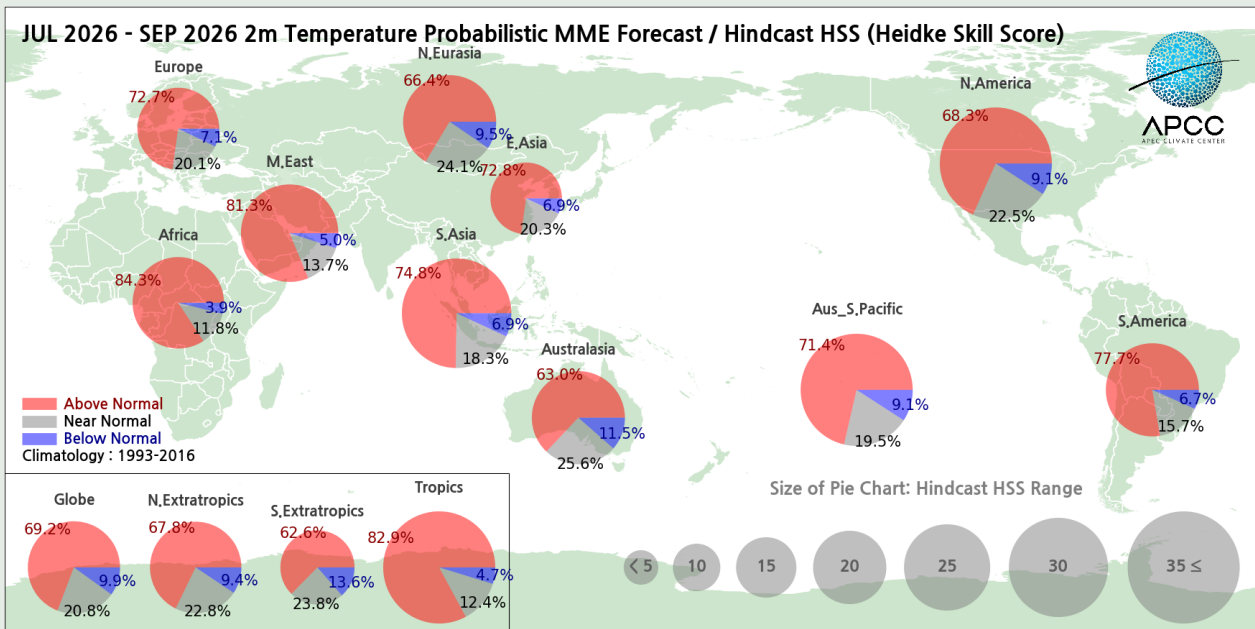 JUL 2026 - SEP 2026 2m Temperature Probabilistic MME Forecast / Hindcast HSS (Heidke Skill Score)
APCC
APEC CLIMATE CENTER
Europe
72.7%
7.1%
20.1%
N.Eurasia
66.4%
9.5%
24.1%
E.Asia
72.8%
6.9%
20.3%
N.America
68.3%
9.1%
22.5%
M.East
81.3%
5.0%
13.7%
Africa
84.3%
3.9%
11.8%
S.Asia
74.8%
6.9%
18.3%
Australasia
63.0%
11.5%
25.6%
Aus_S.Pacific
71.4%
9.1%
19.5%
S.America
77.7%
6.7%
15.7%
Above Normal
Near Normal
Below Normal
Climatology : 1993-2016
Globe
69.2%
9.9%
20.8%
N.Extratropics
67.8%
9.4%
22.8%
S.Extratropics
62.6%
13.6%
23.8%
Tropics
82.9%
4.7%
12.4%
Size of Pie Chart: Hindcast HSS Range
< 5
10
15
20
25
30
35 ≤